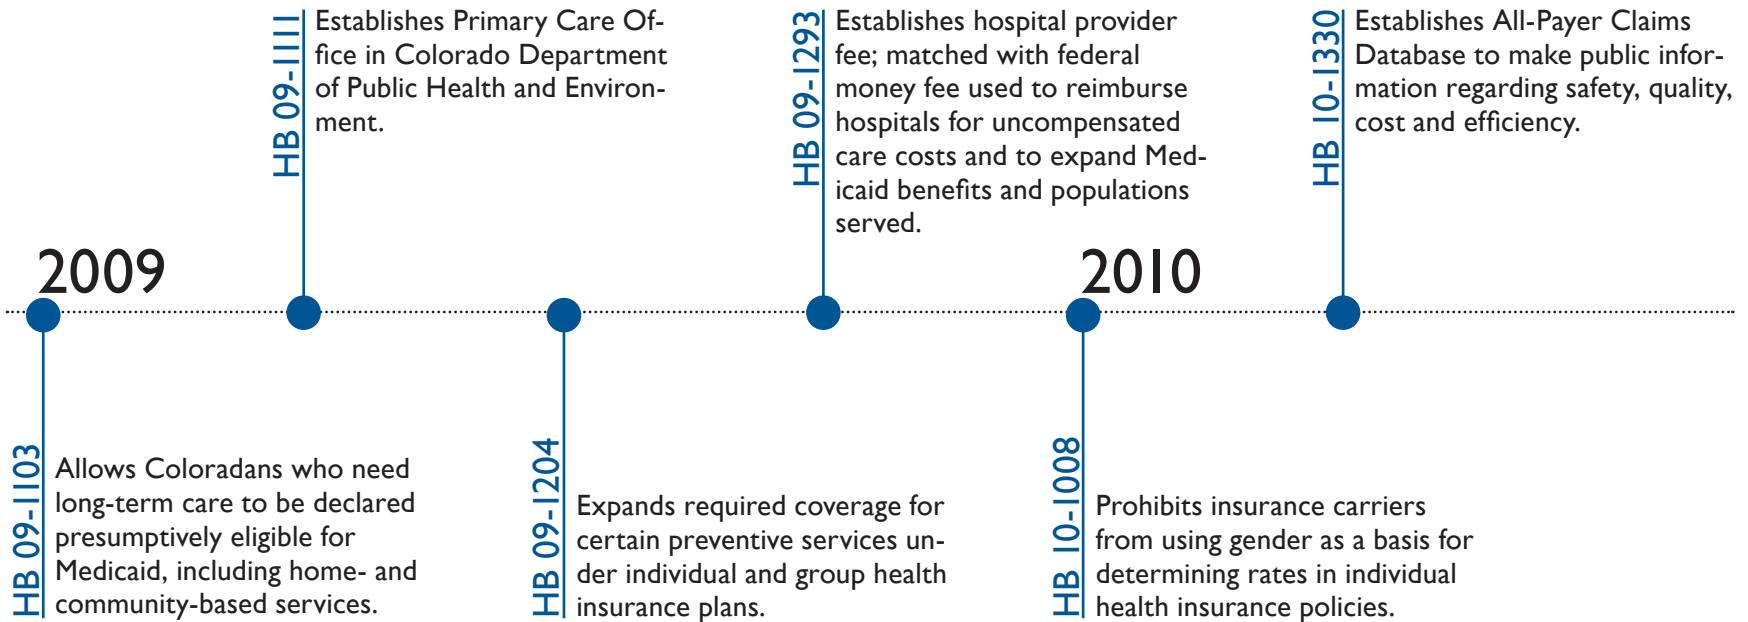 HB 09-1111
Establishes Primary Care Of-
fice in Colorado Department
of Public Health and Environ-
ment.
HB 09-1293
Establishes hospital provider
fee; matched with federal
money fee used to reimburse
hospitals for uncompensated
care costs and to expand Med-
icaid benefits and populations
served.
HB 10-1330
Establishes All-Payer Claims
Database to make public infor-
mation regarding safety, quality,
cost and efficiency.
2009
2010
HB 09-1103
Allows Coloradans who need
long-term care to be declared
presumptively eligible for
Medicaid, including home- and
community-based services.
HB 09-1204
Expands required coverage for
certain preventive services un-
der individual and group health
insurance plans.
HB 10-1008
Prohibits insurance carriers
from using gender as a basis for
determining rates in individual
health insurance policies.